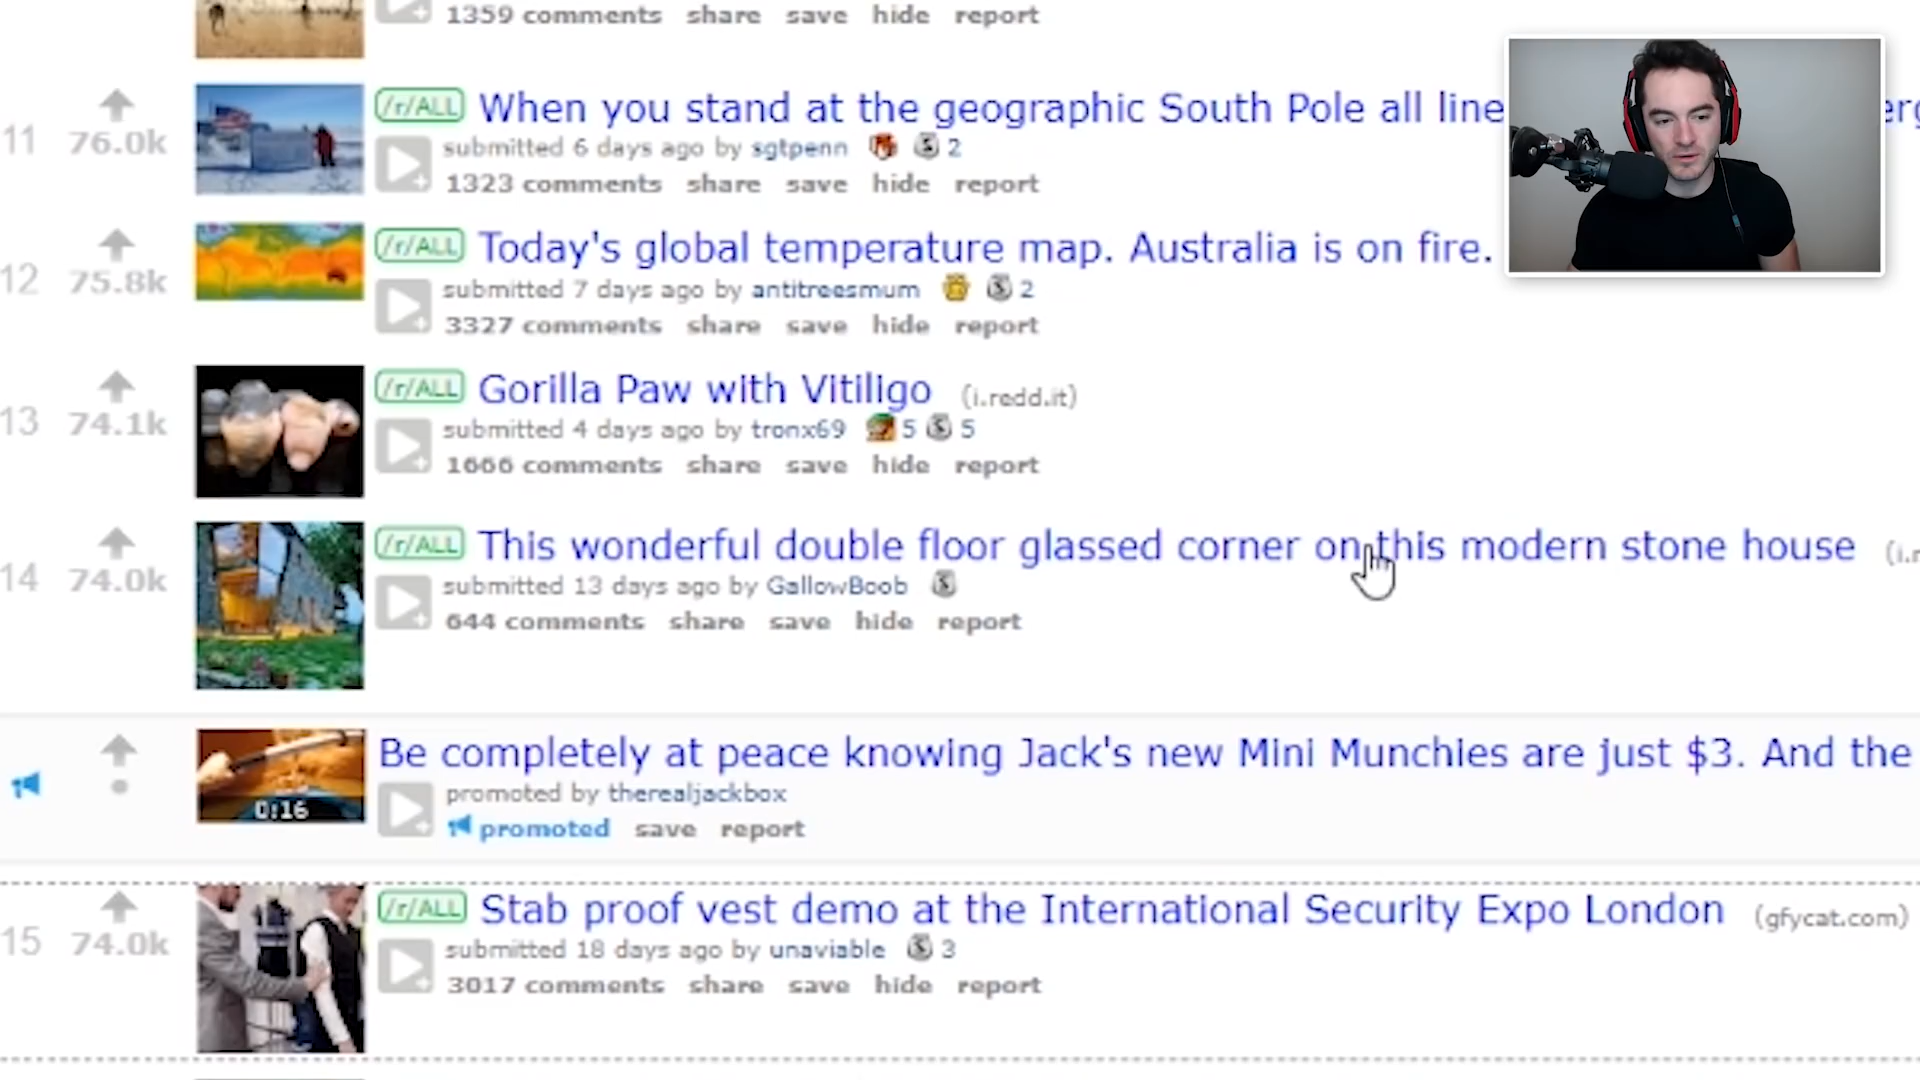 1359 comments share save hide report
11 76.0k /r/ALL When you stand at the geographic South Pole all line
submitted 6 days ago by sgtpenn 2
1323 comments share save hide report
12 75.8k /r/ALL Today's global temperature map. Australia is on fire.
submitted 7 days ago by antitreesmum 2
3327 comments share save hide report
13 74.1k /r/ALL Gorilla Paw with Vitiligo (i.redd.it)
submitted 4 days ago by tronx69 5 5
1666 comments share save hide report
14 74.0k /r/ALL This wonderful double floor glassed corner on this modern stone house (i.r
submitted 13 days ago by GallowBoob
644 comments share save hide report
Be completely at peace knowing Jack's new Mini Munchies are just $3. And the
0:16 promoted by therealjackbox
promoted save report
15 74.0k /r/ALL Stab proof vest demo at the International Security Expo London (gfycat.com)
submitted 18 days ago by unaviable 3
3017 comments share save hide report